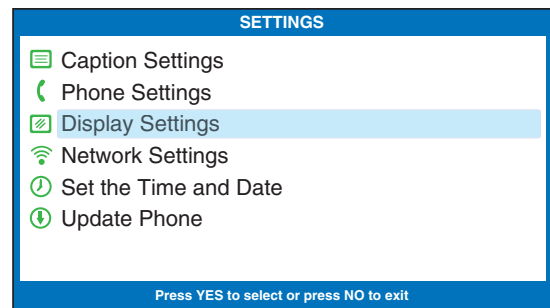 SETTINGS
Caption Settings
Phone Settings
Display Settings
Network Settings
Set the Time and Date
Update Phone
Press YES to select or press NO to exit